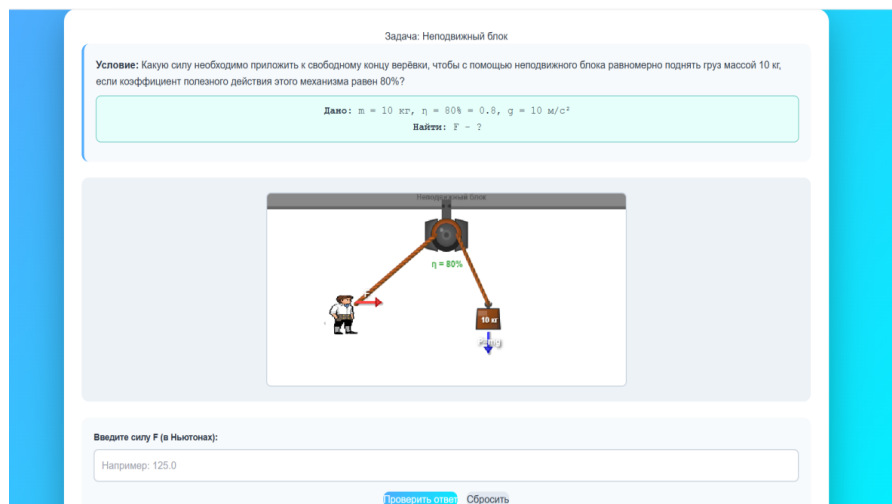 Задача: Неподвижный блок
Условие: Какую силу необходимо приложить к свободному концу верёвки, чтобы с помощью неподвижного блока равномерно поднять груз массой 10 кг,
если коэффициент полезного действия этого механизма равен 80%?
Дано: m = 10 кг, η = 80% = 0.8, g = 10 м/с²
Найти: F - ?
Неподвижный блок
η = 80%
F
10 кг
Введите силу F (в Ньютонах):
Например: 125.0
Проверить ответ Сбросить